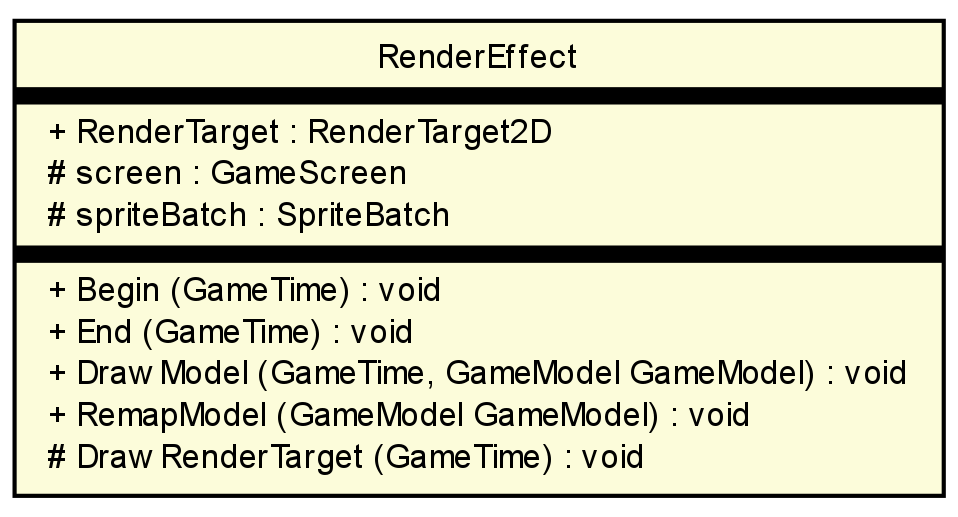 RenderEffect
+ RenderTarget : RenderTarget2D
# screen : GameScreen
# spriteBatch : SpriteBatch
+ Begin (GameTime) : void
+ End (GameTime) : void
+ Draw Model (GameTime, GameModel GameModel) : void
+ RemapModel (GameModel GameModel) : void
# Draw RenderTarget (GameTime) : void